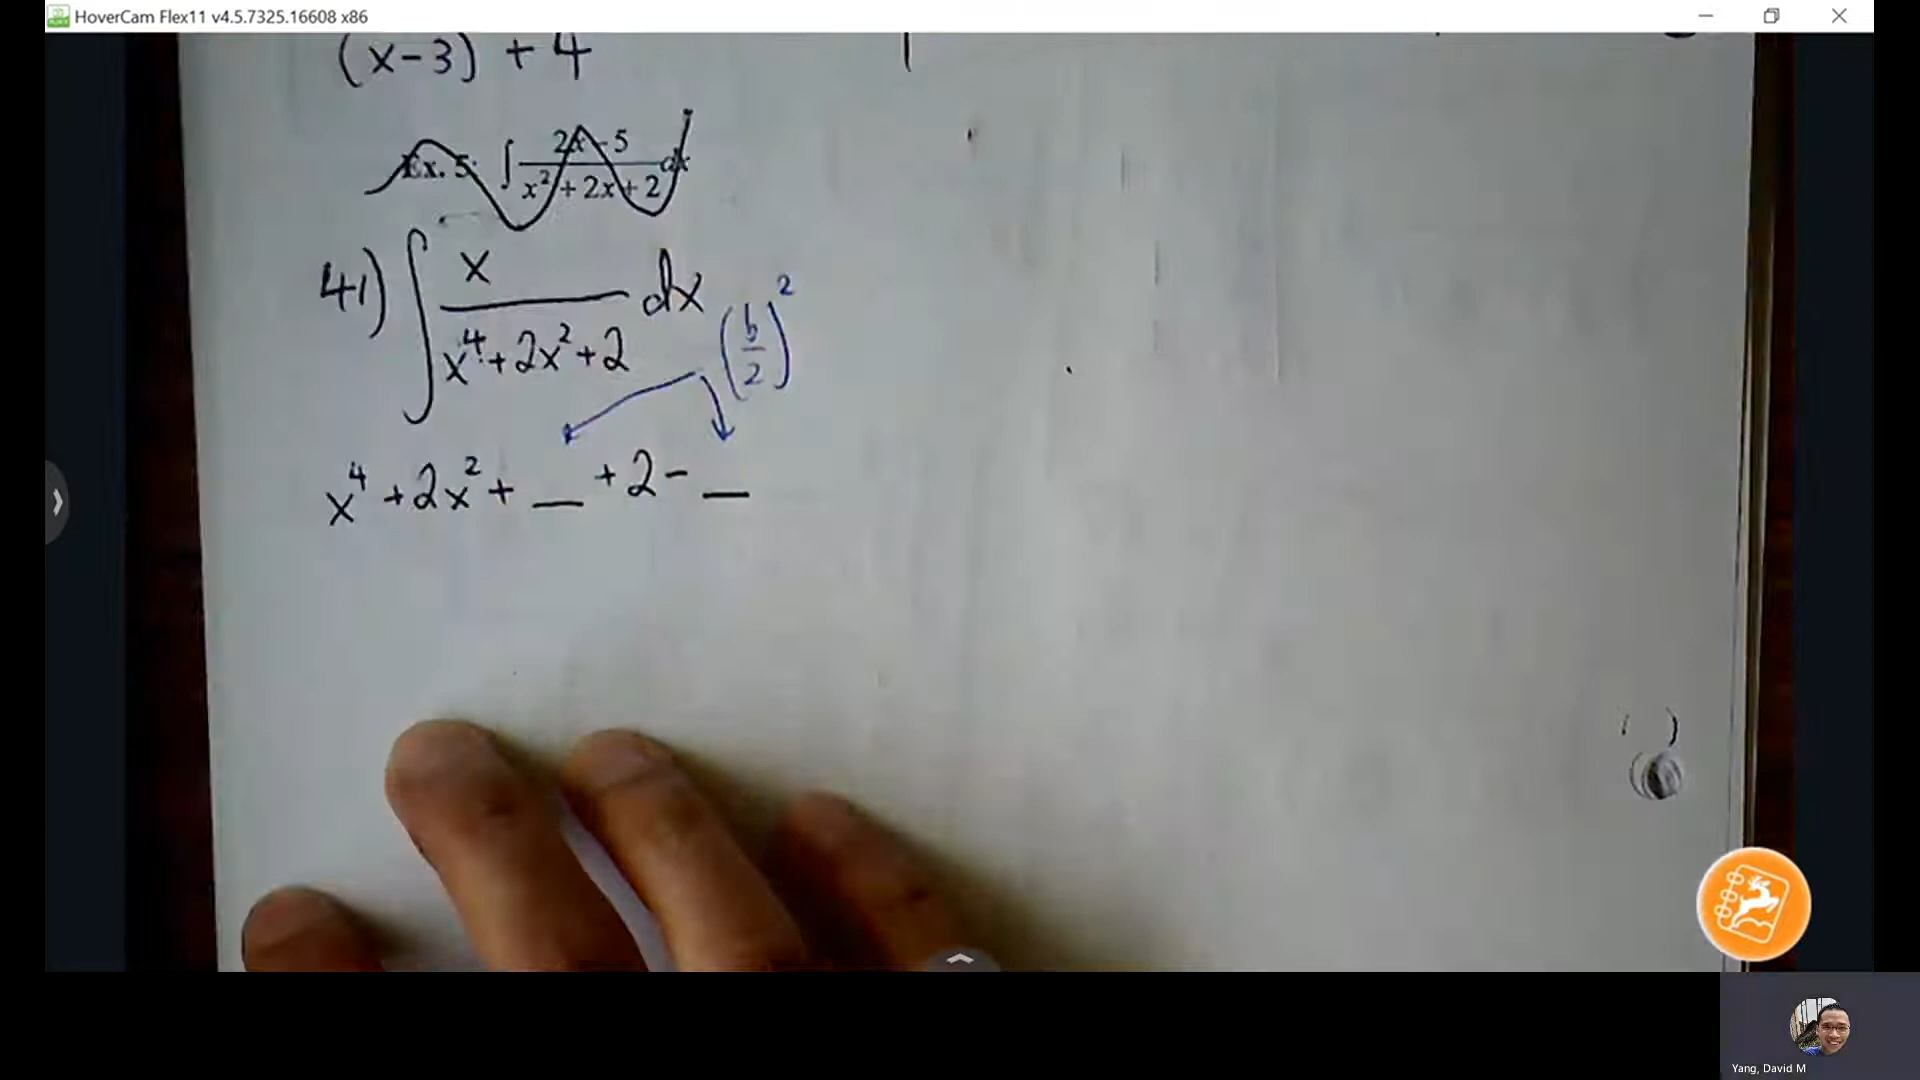 HoverCam Flex11 v4.5.7325.16608 x86
(x-3) + 4
Ex. 5: ∫ 2x-5 / x² + 2x + 2 dx
41) ∫ x / x⁴+2x²+2 dx
(b/2)²
x⁴ +2x² + __ +2 - __
Yang, David M